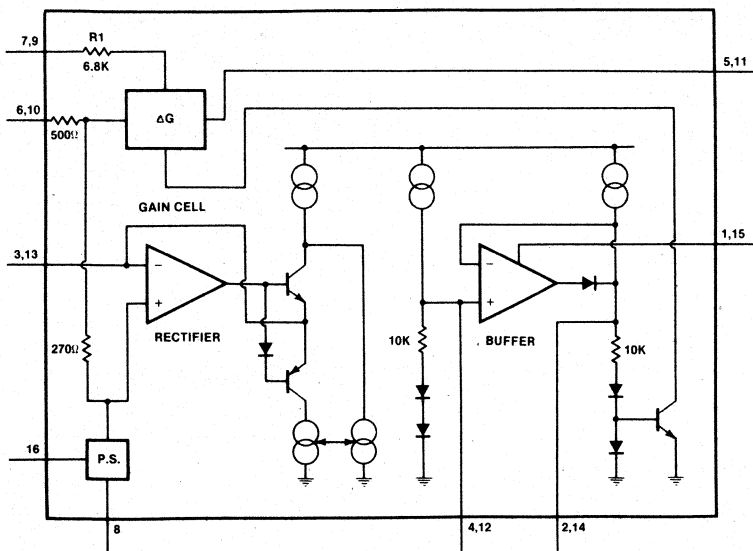 7,9
R1
6.8K
5,11
6,10
500Ω
ΔG
GAIN CELL
3,13
1,15
−
+
RECTIFIER
−
+
BUFFER
270Ω
10K
10K
16
P.S.
8
4,12
2,14